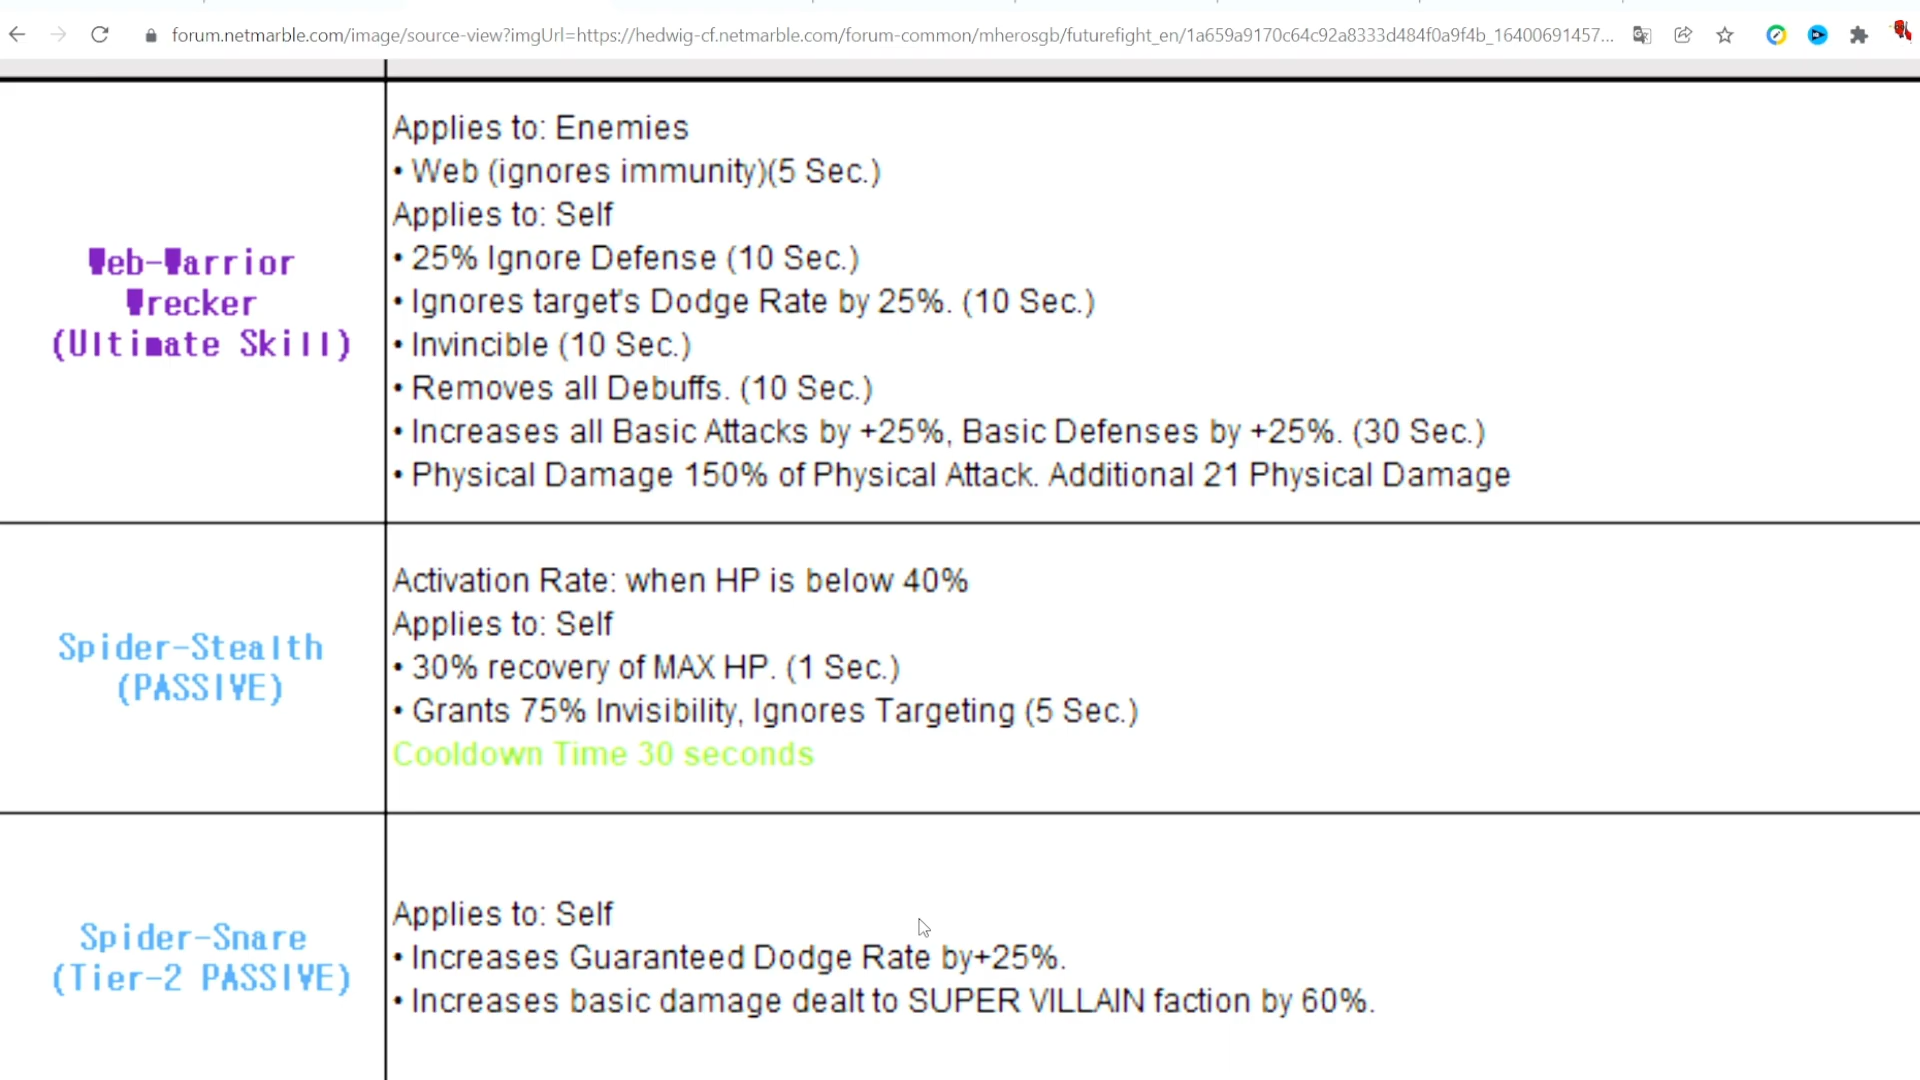 forum.netmarble.com/image/source-view?imgUrl=https://hedwig-cf.netmarble.com/forum-common/mherosgb/futurefight_en/1a659a9170c64c92a8333d484f0a9f4b_16400691457...
Web-Warrior
Wrecker
(Ultimate Skill)
Applies to: Enemies
• Web (ignores immunity)(5 Sec.)
Applies to: Self
• 25% Ignore Defense (10 Sec.)
• Ignores target's Dodge Rate by 25%. (10 Sec.)
• Invincible (10 Sec.)
• Removes all Debuffs. (10 Sec.)
• Increases all Basic Attacks by +25%, Basic Defenses by +25%. (30 Sec.)
• Physical Damage 150% of Physical Attack. Additional 21 Physical Damage
Spider-Stealth
(PASSIVE)
Activation Rate: when HP is below 40%
Applies to: Self
• 30% recovery of MAX HP. (1 Sec.)
• Grants 75% Invisibility, Ignores Targeting (5 Sec.)
Cooldown Time 30 seconds
Spider-Snare
(Tier-2 PASSIVE)
Applies to: Self
• Increases Guaranteed Dodge Rate by+25%.
• Increases basic damage dealt to SUPER VILLAIN faction by 60%.